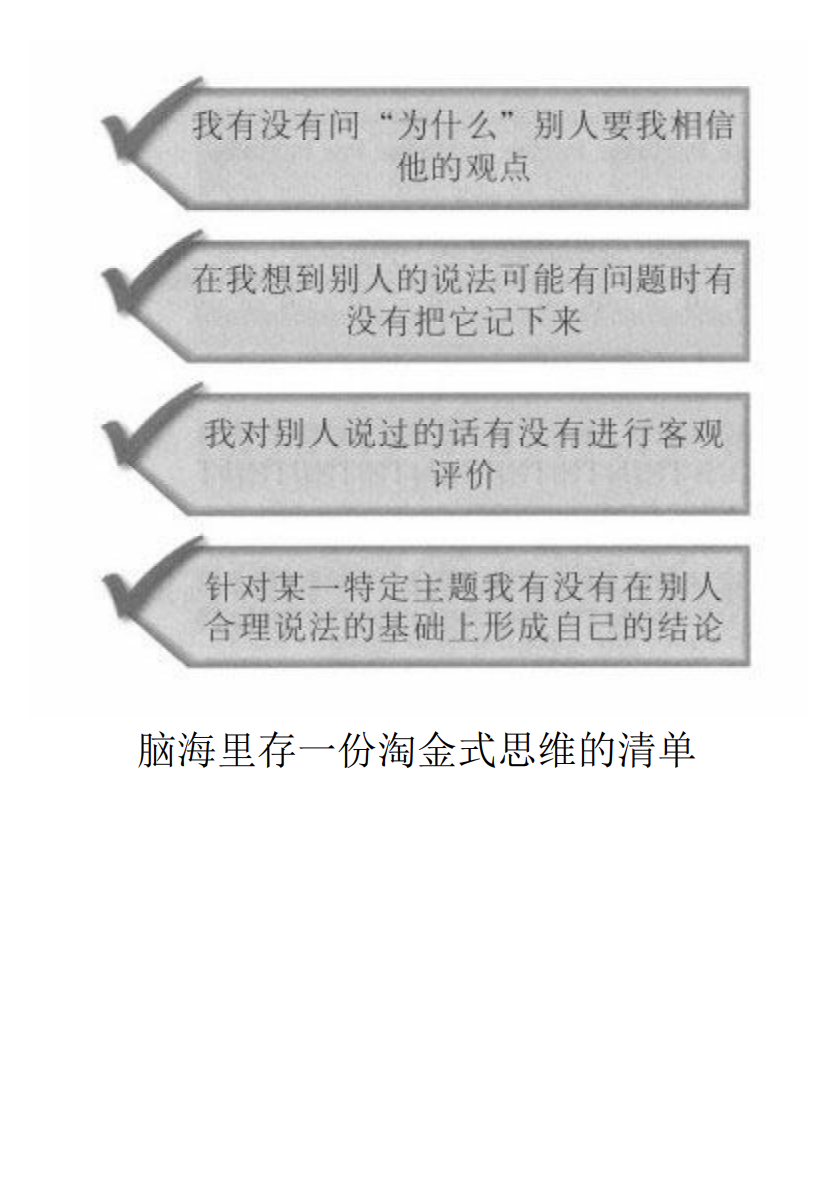 我有没有问“为什么”别人要我相信
他的观点
在我想到别人的说法可能有问题时有
没有把它记下来
我对别人说过的话有没有进行客观
评价
针对某一特定主题我有没有在别人
合理说法的基础上形成自己的结论
脑海里存一份淘金式思维的清单